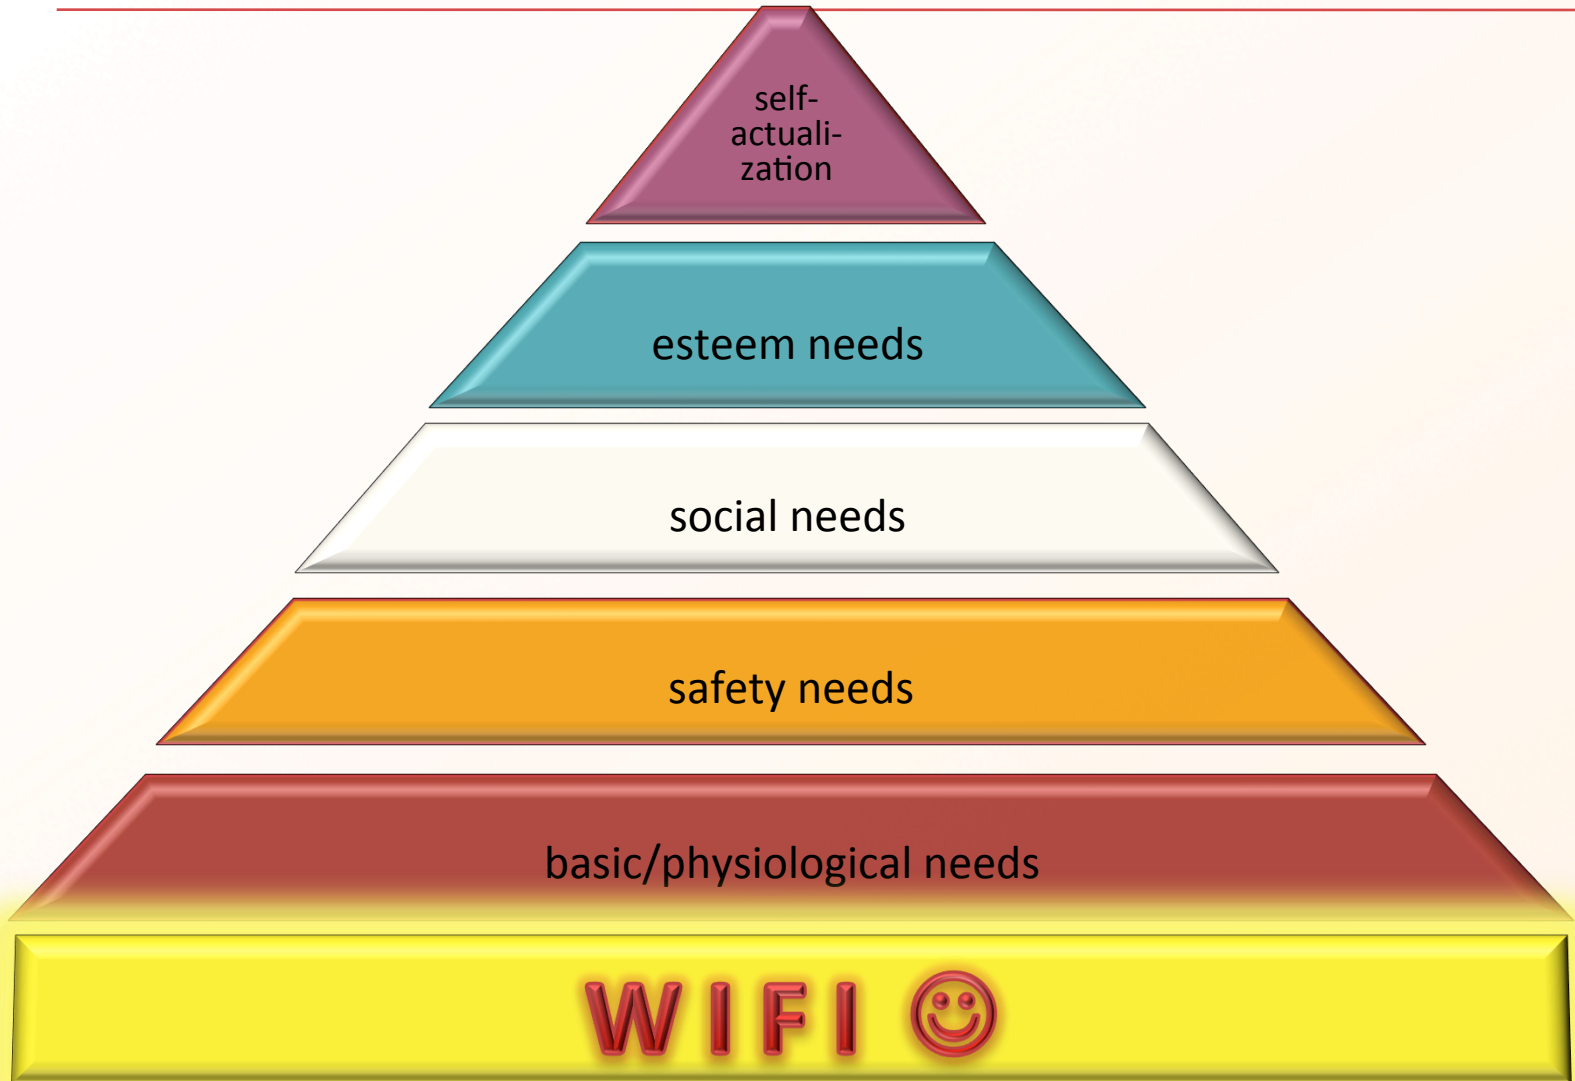 self-
actuali-
zation
esteem needs
social needs
safety needs
basic/physiological needs
WIFI ☺